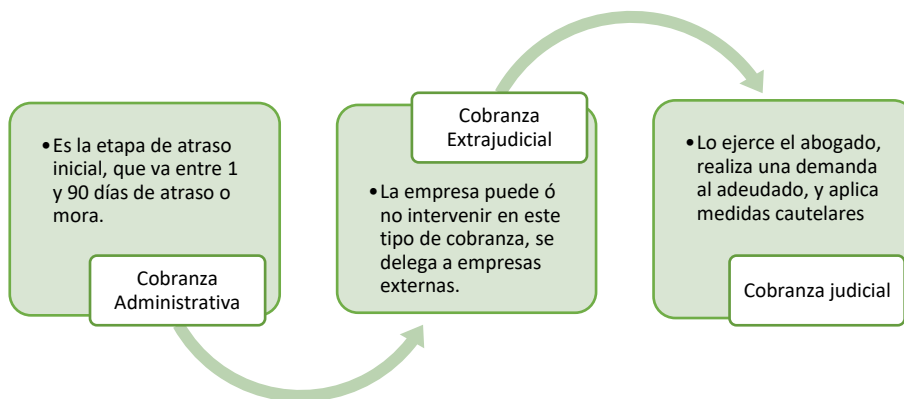 •Es la etapa de atraso
inicial, que va entre 1
y 90 días de atraso o
mora.
Cobranza
Administrativa
Cobranza
Extrajudicial
•La empresa puede ó
no intervenir en este
tipo de cobranza, se
delega a empresas
externas.
•Lo ejerce el abogado,
realiza una demanda
al adeudado, y aplica
medidas cautelares
Cobranza judicial